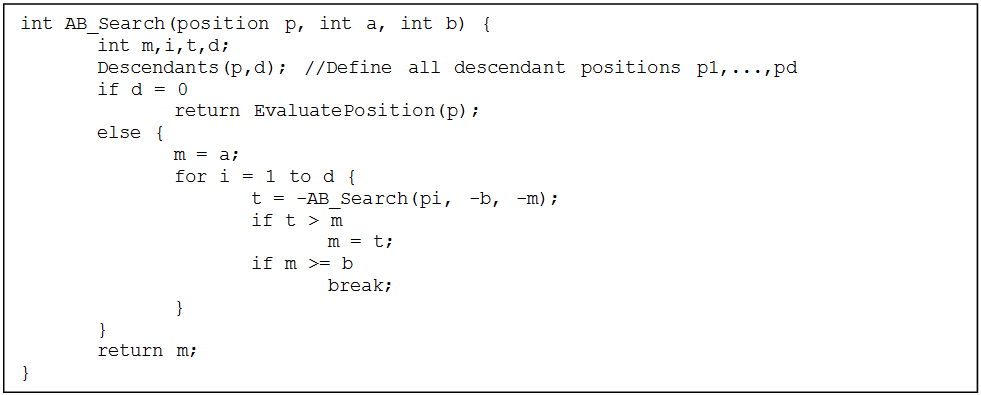 int AB_Search(position p, int a, int b) {
int m,i,t,d;
Descendants(p,d); //Define all descendant positions p1,...,pd
if d = 0
return EvaluatePosition(p);
else {
m = a;
for i = 1 to d {
t = -AB_Search(pi, -b, -m);
if t > m
m = t;
if m >= b
break;
}
}
return m;
}